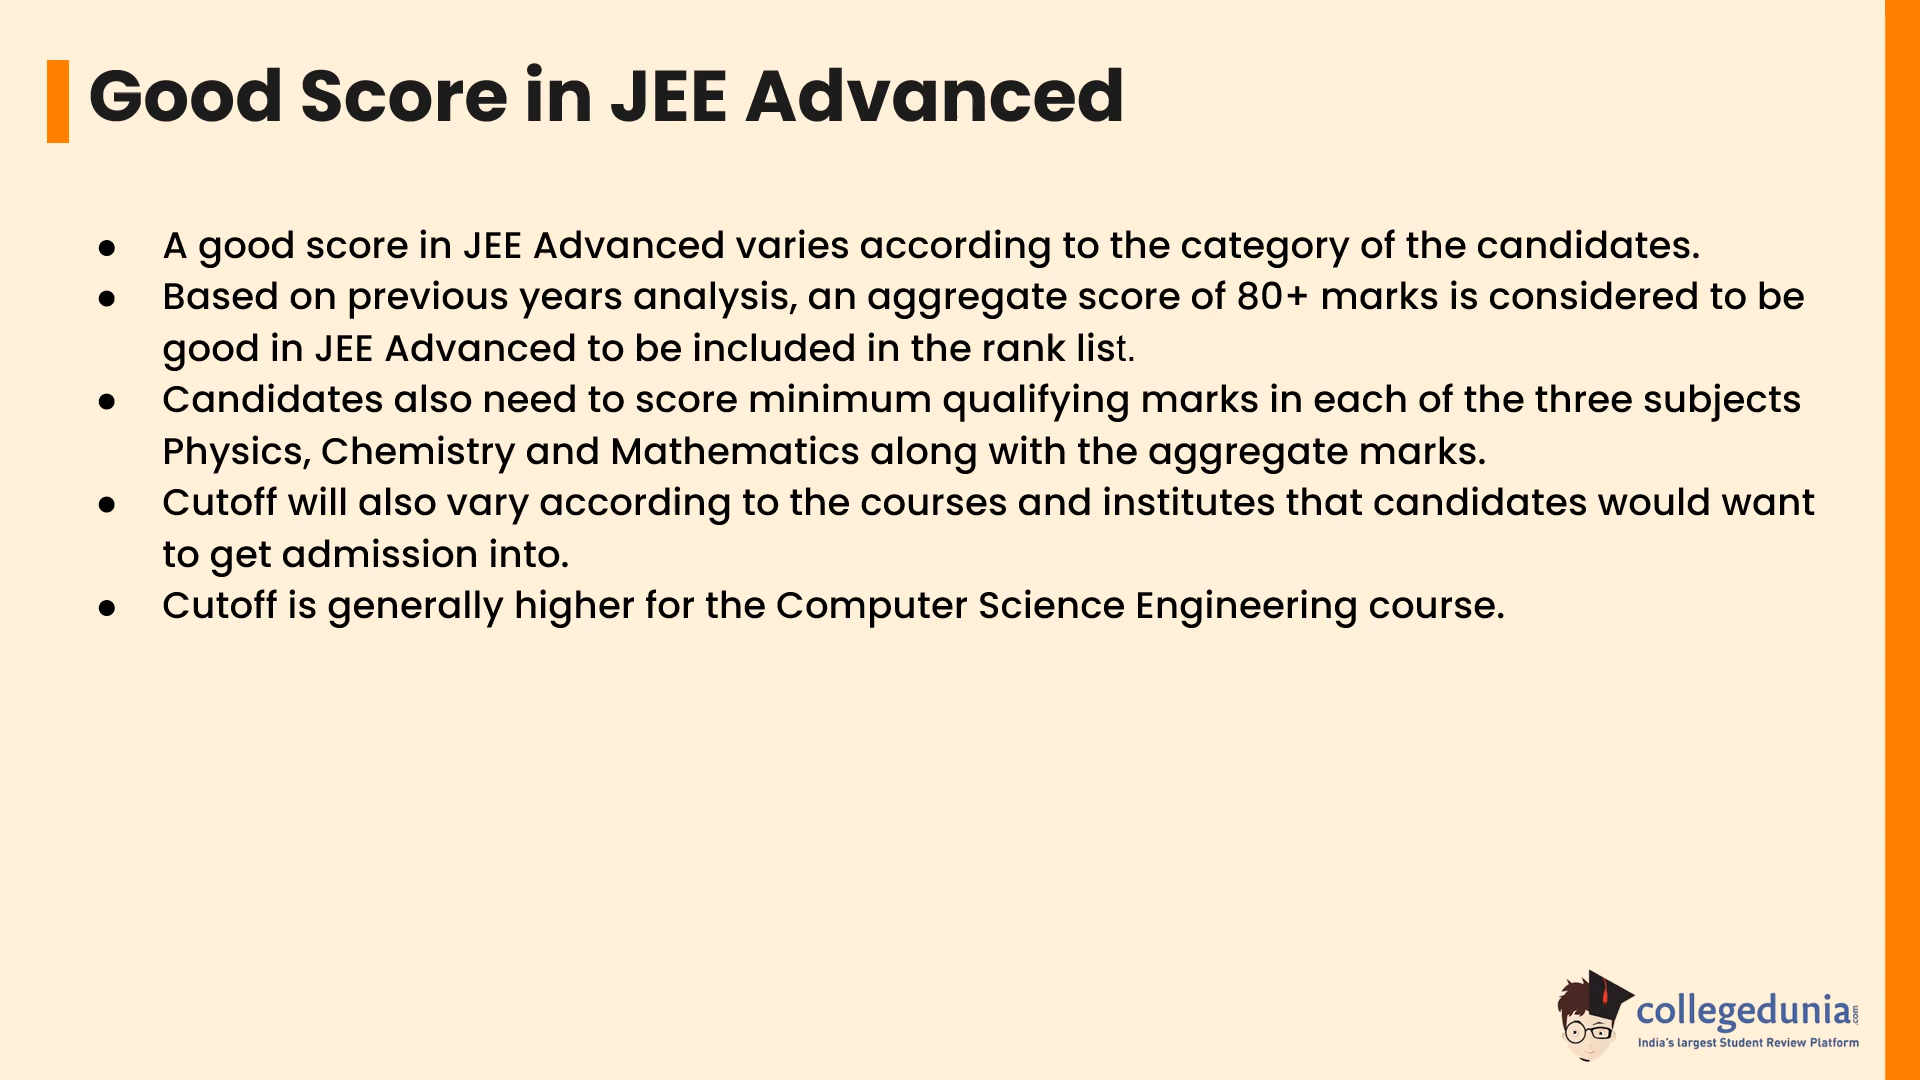 Good Score in JEE Advanced
● A good score in JEE Advanced varies according to the category of the candidates.
● Based on previous years analysis, an aggregate score of 80+ marks is considered to be
good in JEE Advanced to be included in the rank list.
● Candidates also need to score minimum qualifying marks in each of the three subjects
Physics, Chemistry and Mathematics along with the aggregate marks.
● Cutoff will also vary according to the courses and institutes that candidates would want
to get admission into.
● Cutoff is generally higher for the Computer Science Engineering course.
collegedunia.com
India's largest Student Review Platform